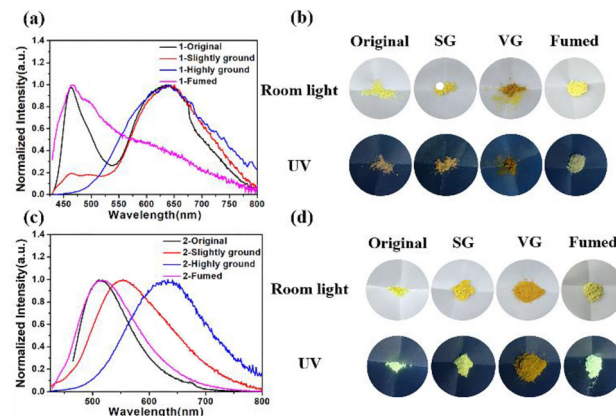 (a)
1-Original
1-Slightly ground
1-Highly ground
1-Fumed
Normalized Intensity(a.u.)
1.4
1.2
1.0
0.8
0.6
0.4
0.2
0.0
450 500 550 600 650 700 750 800
Wavelength(nm)
(b)
Original SG VG Fumed
Room light
UV
(c)
2-Original
2-Slightly ground
2-Highly ground
2-Fumed
Normalized Intensity(a.u.)
1.4
1.2
1.0
0.8
0.6
0.4
0.2
0.0
500 600 700 800
Wavelength(nm)
(d)
Original SG VG Fumed
Room light
UV